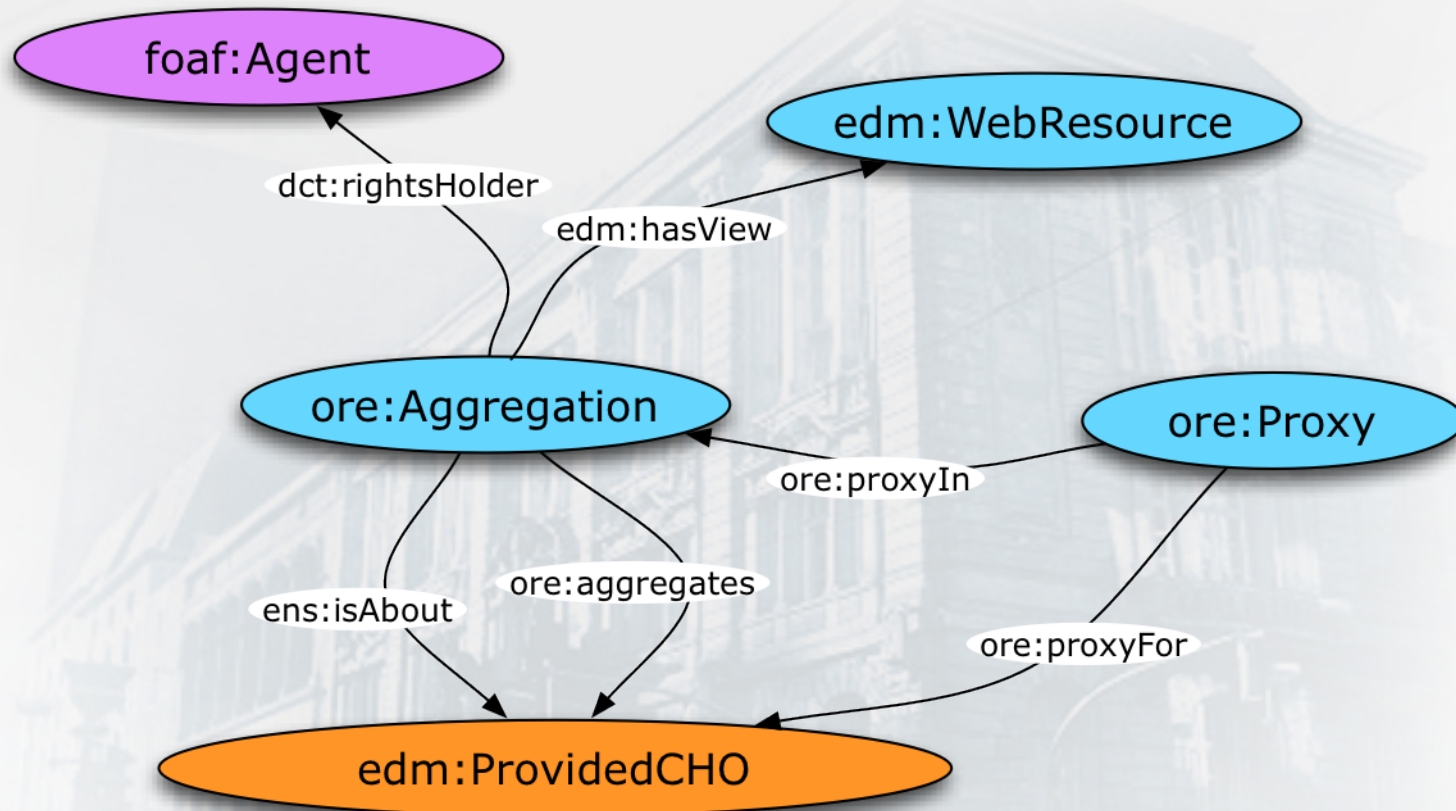 foaf:Agent
edm:WebResource
dct:rightsHolder
edm:hasView
ore:Aggregation
ore:Proxy
ore:proxyIn
ore:aggregates
ens:isAbout
ore:proxyFor
edm:ProvidedCHO